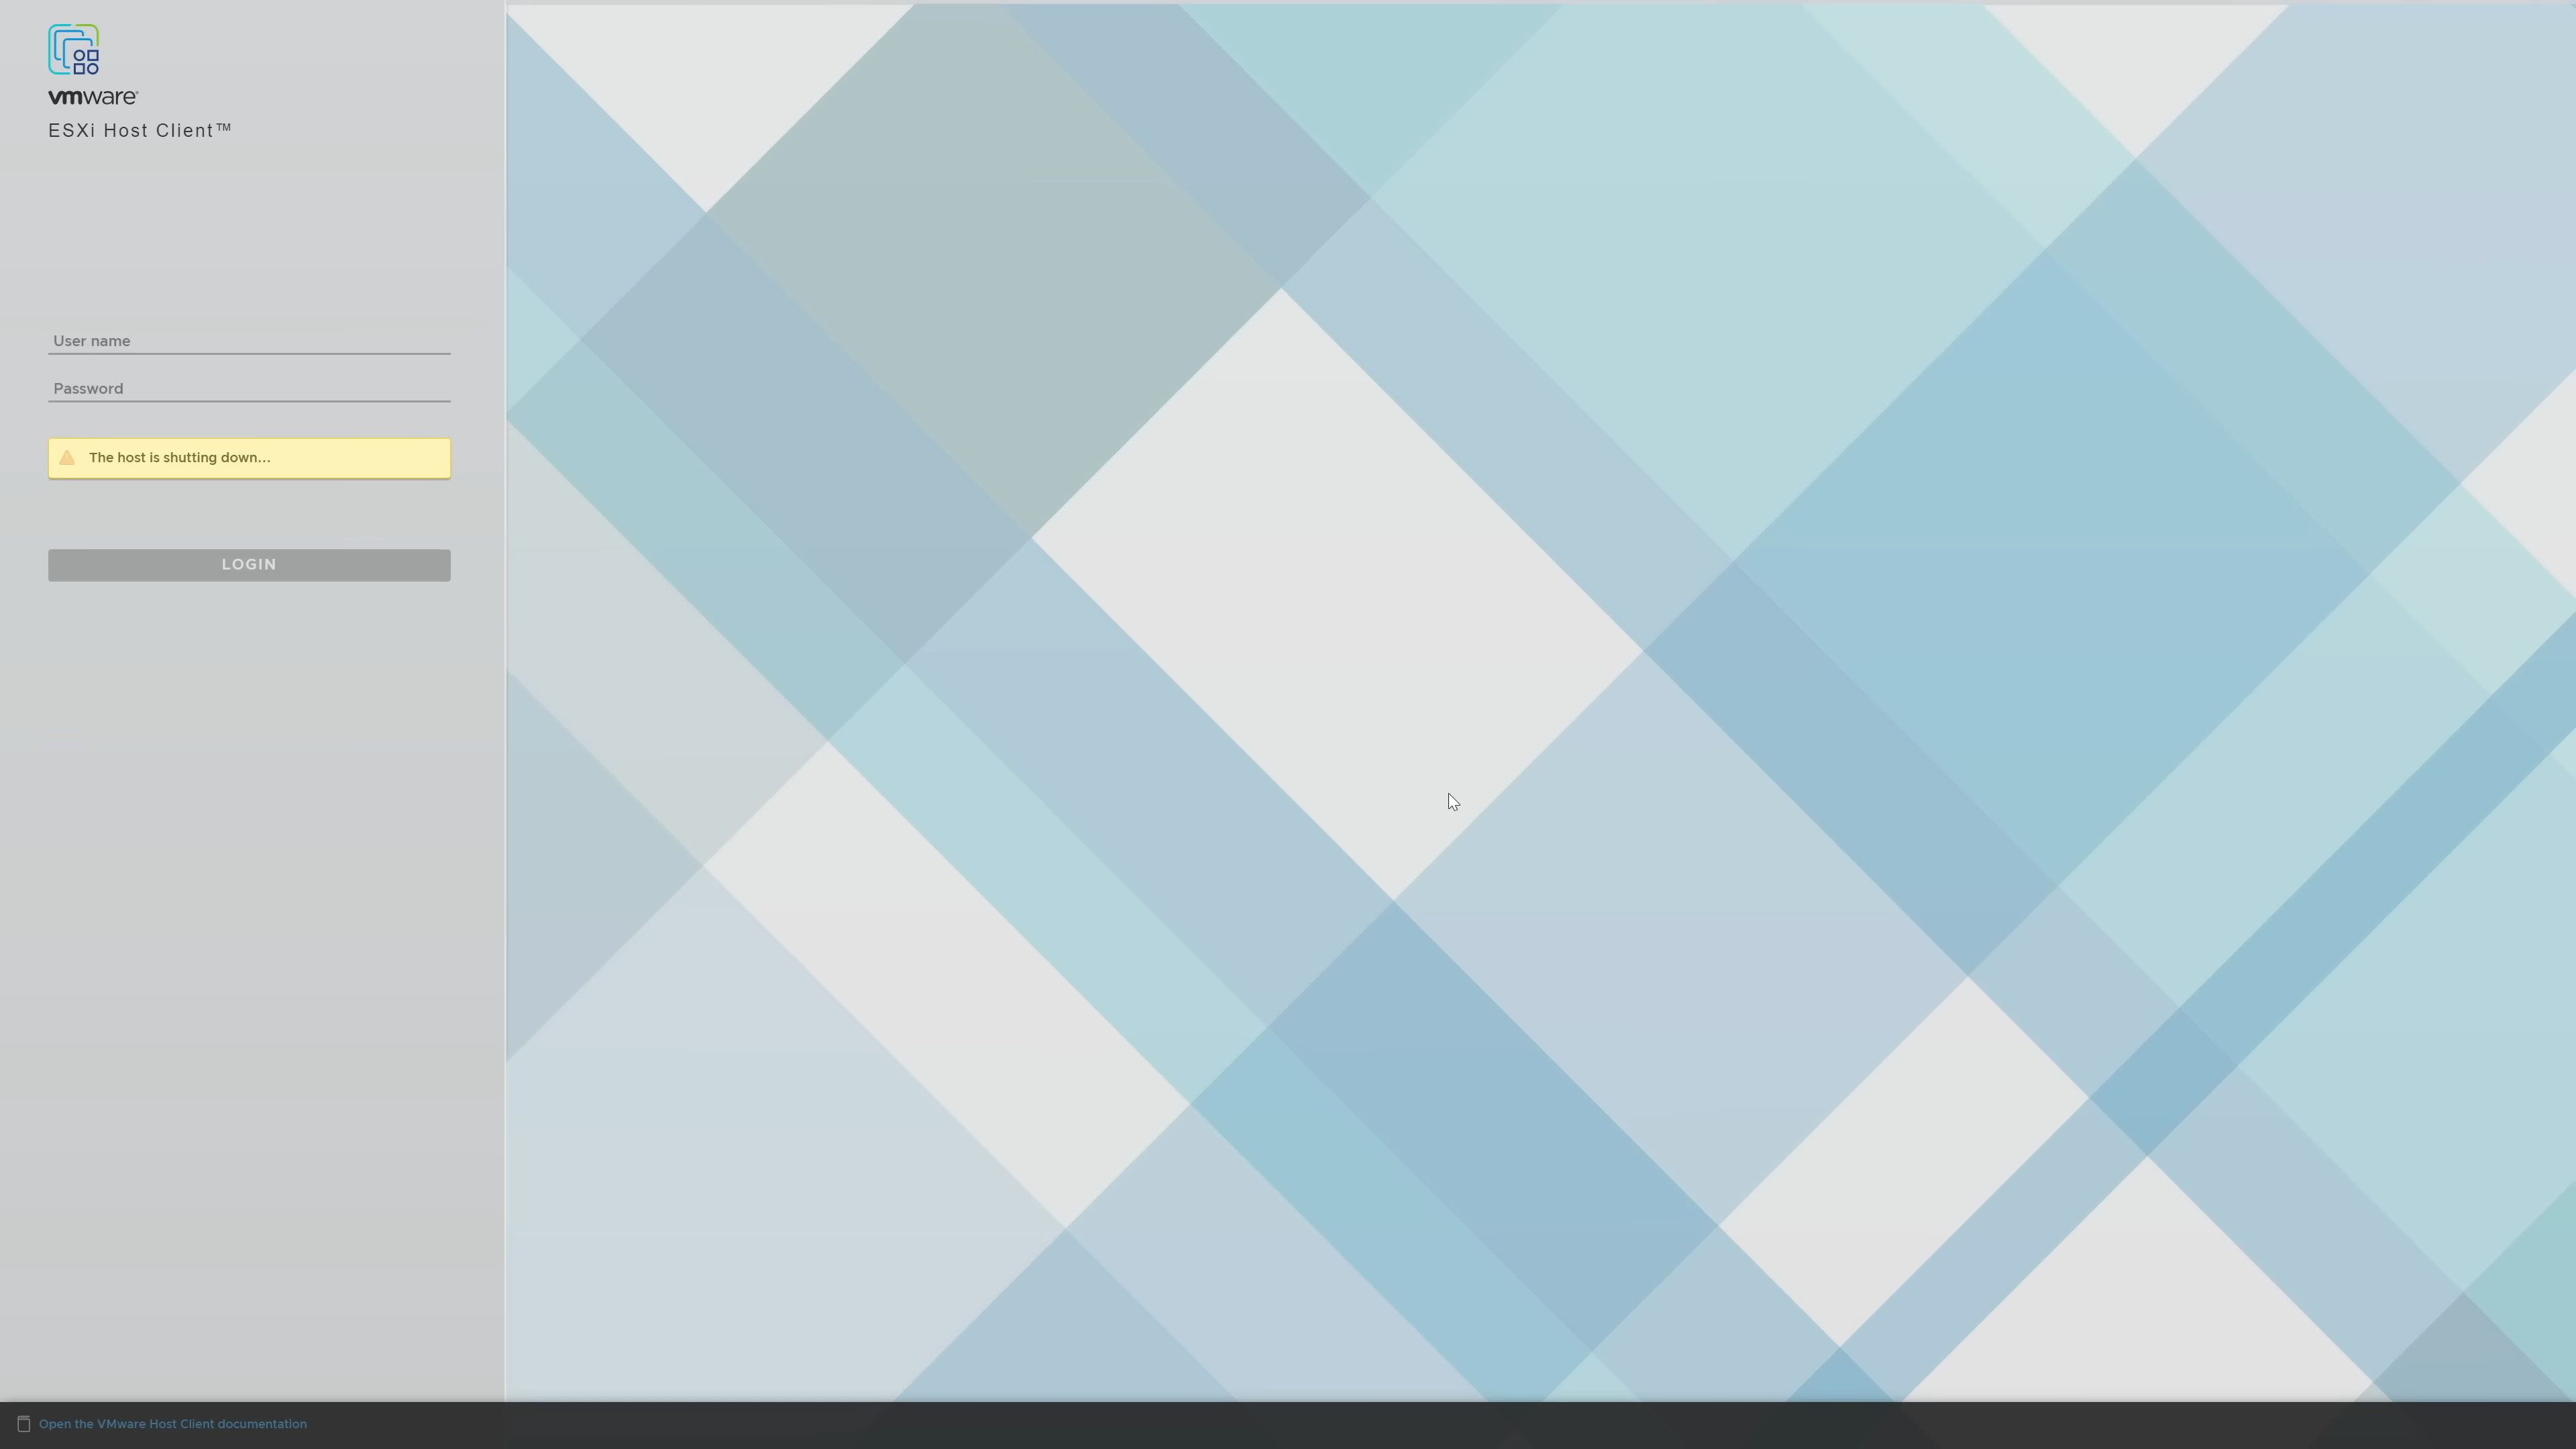 vmware®
ESXi Host Client™
User name
Password
The host is shutting down...
LOGIN
Open the VMware Host Client documentation